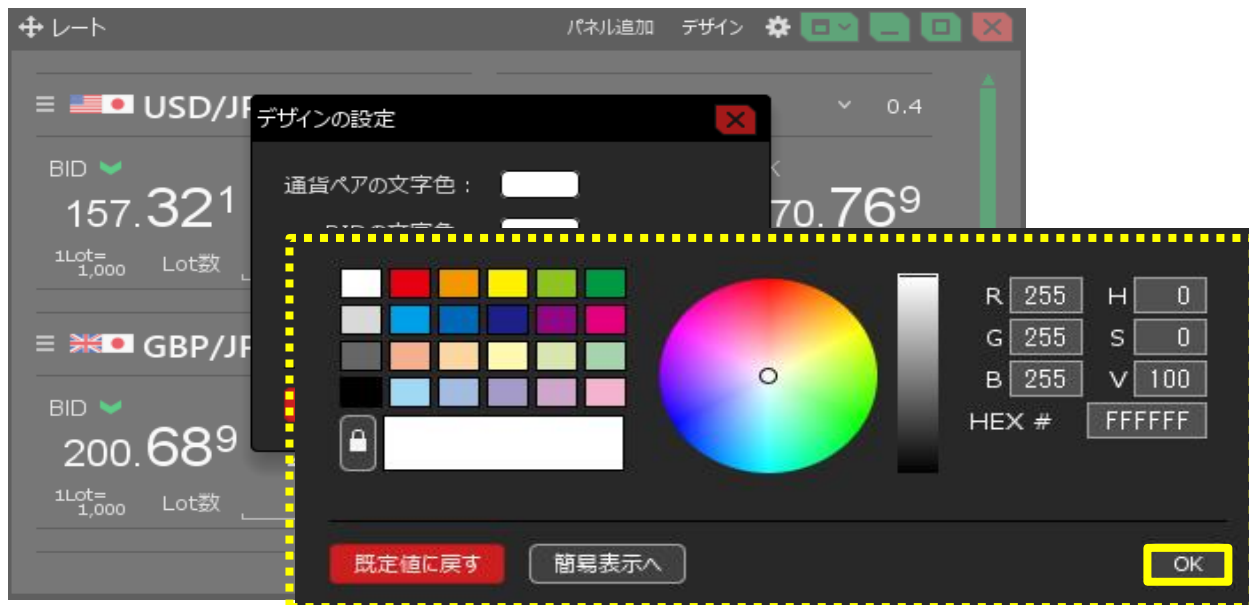 レート パネル追加 デザイン
USD/JP 0.4
デザインの設定
BID
通貨ペアの文字色：
157.321 70.769
1Lot=
1,000 Lot数
GBP/JP
BID
200.689
1Lot=
1,000 Lot数
R 255 H 0
G 255 S 0
B 255 V 100
HEX # FFFFFF
既定値に戻す 簡易表示へ OK